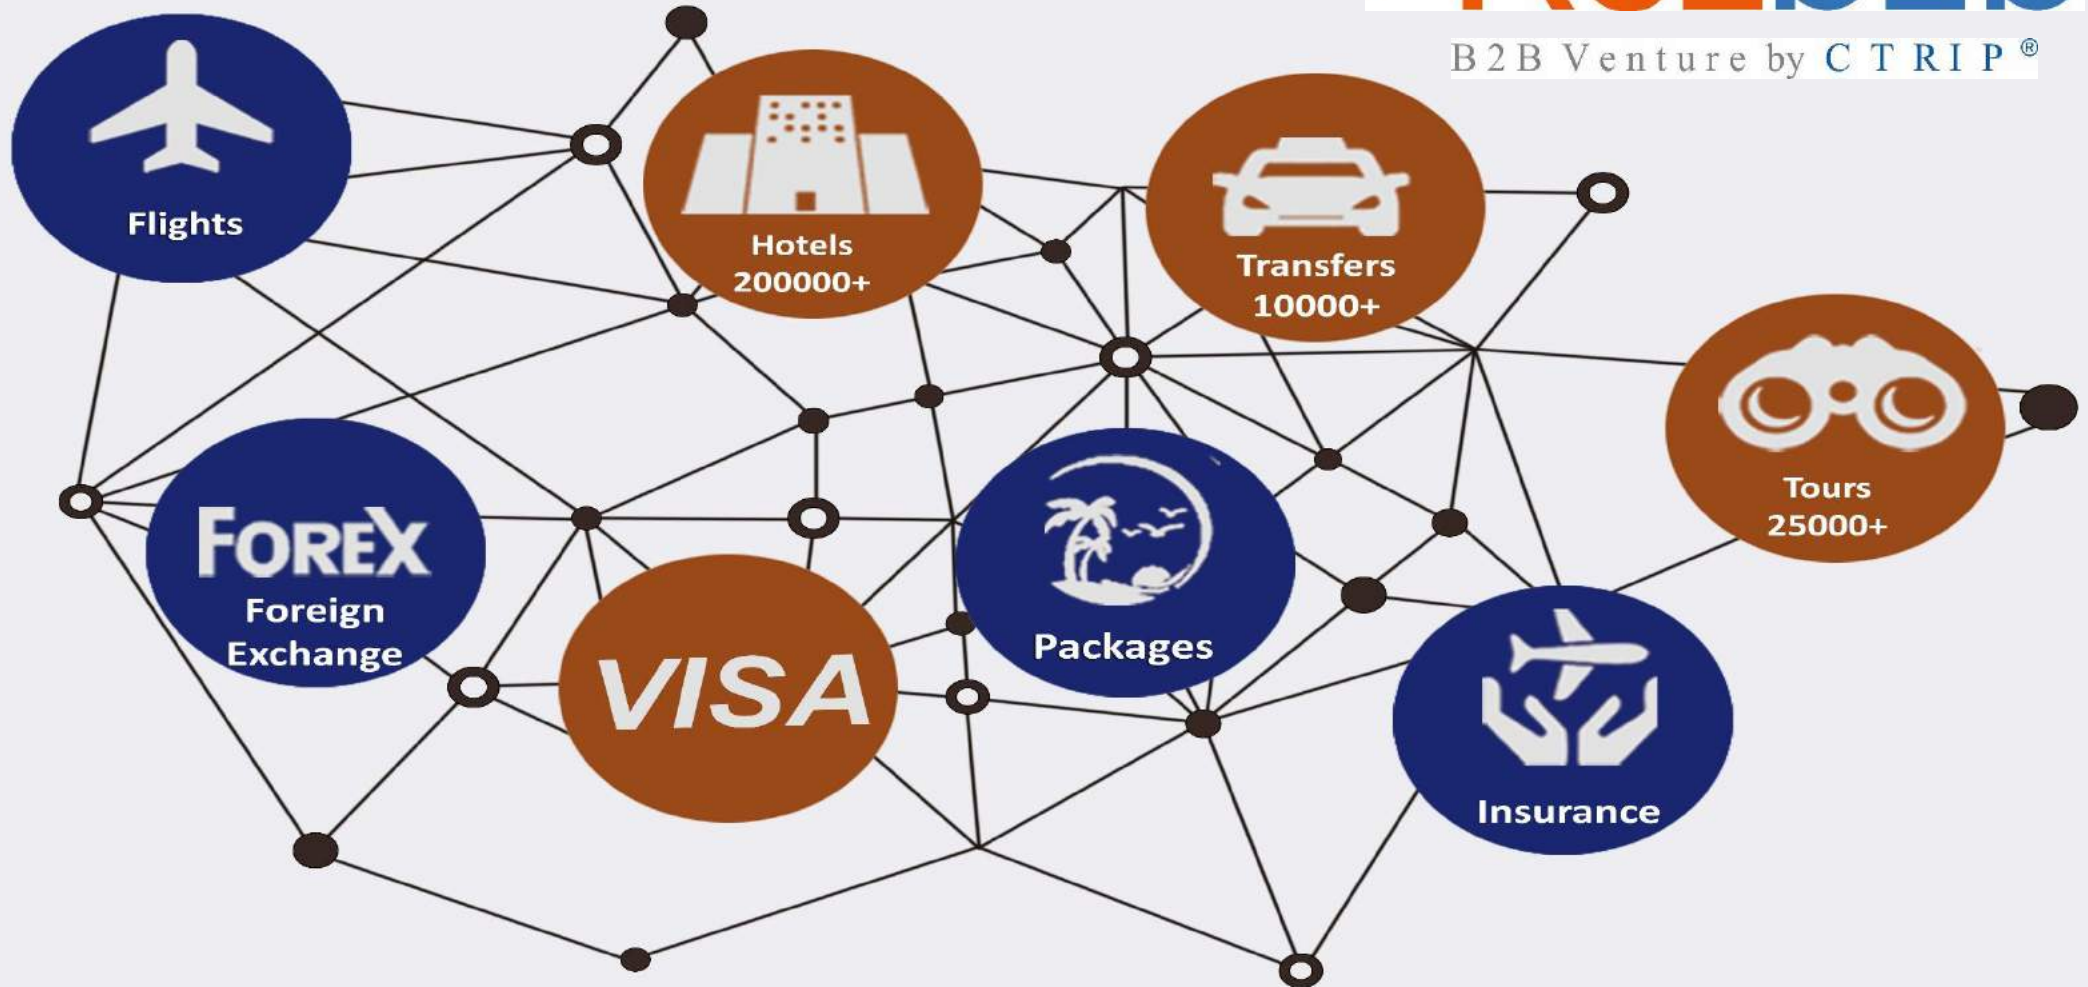 B2B Venture by CTRIP®
Flights
Hotels
200000+
Transfers
10000+
Tours
25000+
FOREX
Foreign
Exchange
VISA
Packages
Insurance